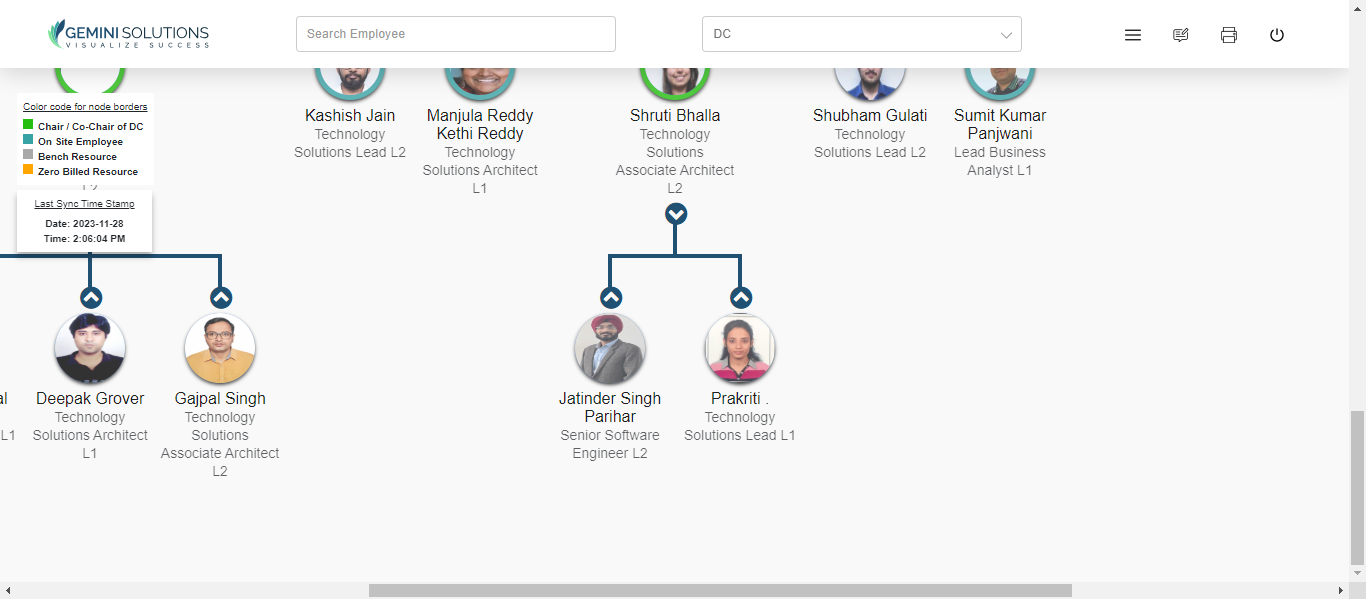 GEMINI SOLUTIONS
VISUALIZE SUCCESS
Search Employee
DC
Color code for node borders
Chair / Co-Chair of DC
On Site Employee
Bench Resource
Zero Billed Resource
L2
Last Sync Time Stamp
Date: 2023-11-28
Time: 2:06:04 PM
Kashish Jain
Technology
Solutions Lead L2
Manjula Reddy
Kethi Reddy
Technology
Solutions Architect
L1
Shruti Bhalla
Technology
Solutions
Associate Architect
L2
Shubham Gulati
Technology
Solutions Lead L2
Sumit Kumar
Panjwani
Lead Business
Analyst L1
al
L1
Deepak Grover
Technology
Solutions Architect
L1
Gajpal Singh
Technology
Solutions
Associate Architect
L2
Jatinder Singh
Parihar
Senior Software
Engineer L2
Prakriti .
Technology
Solutions Lead L1